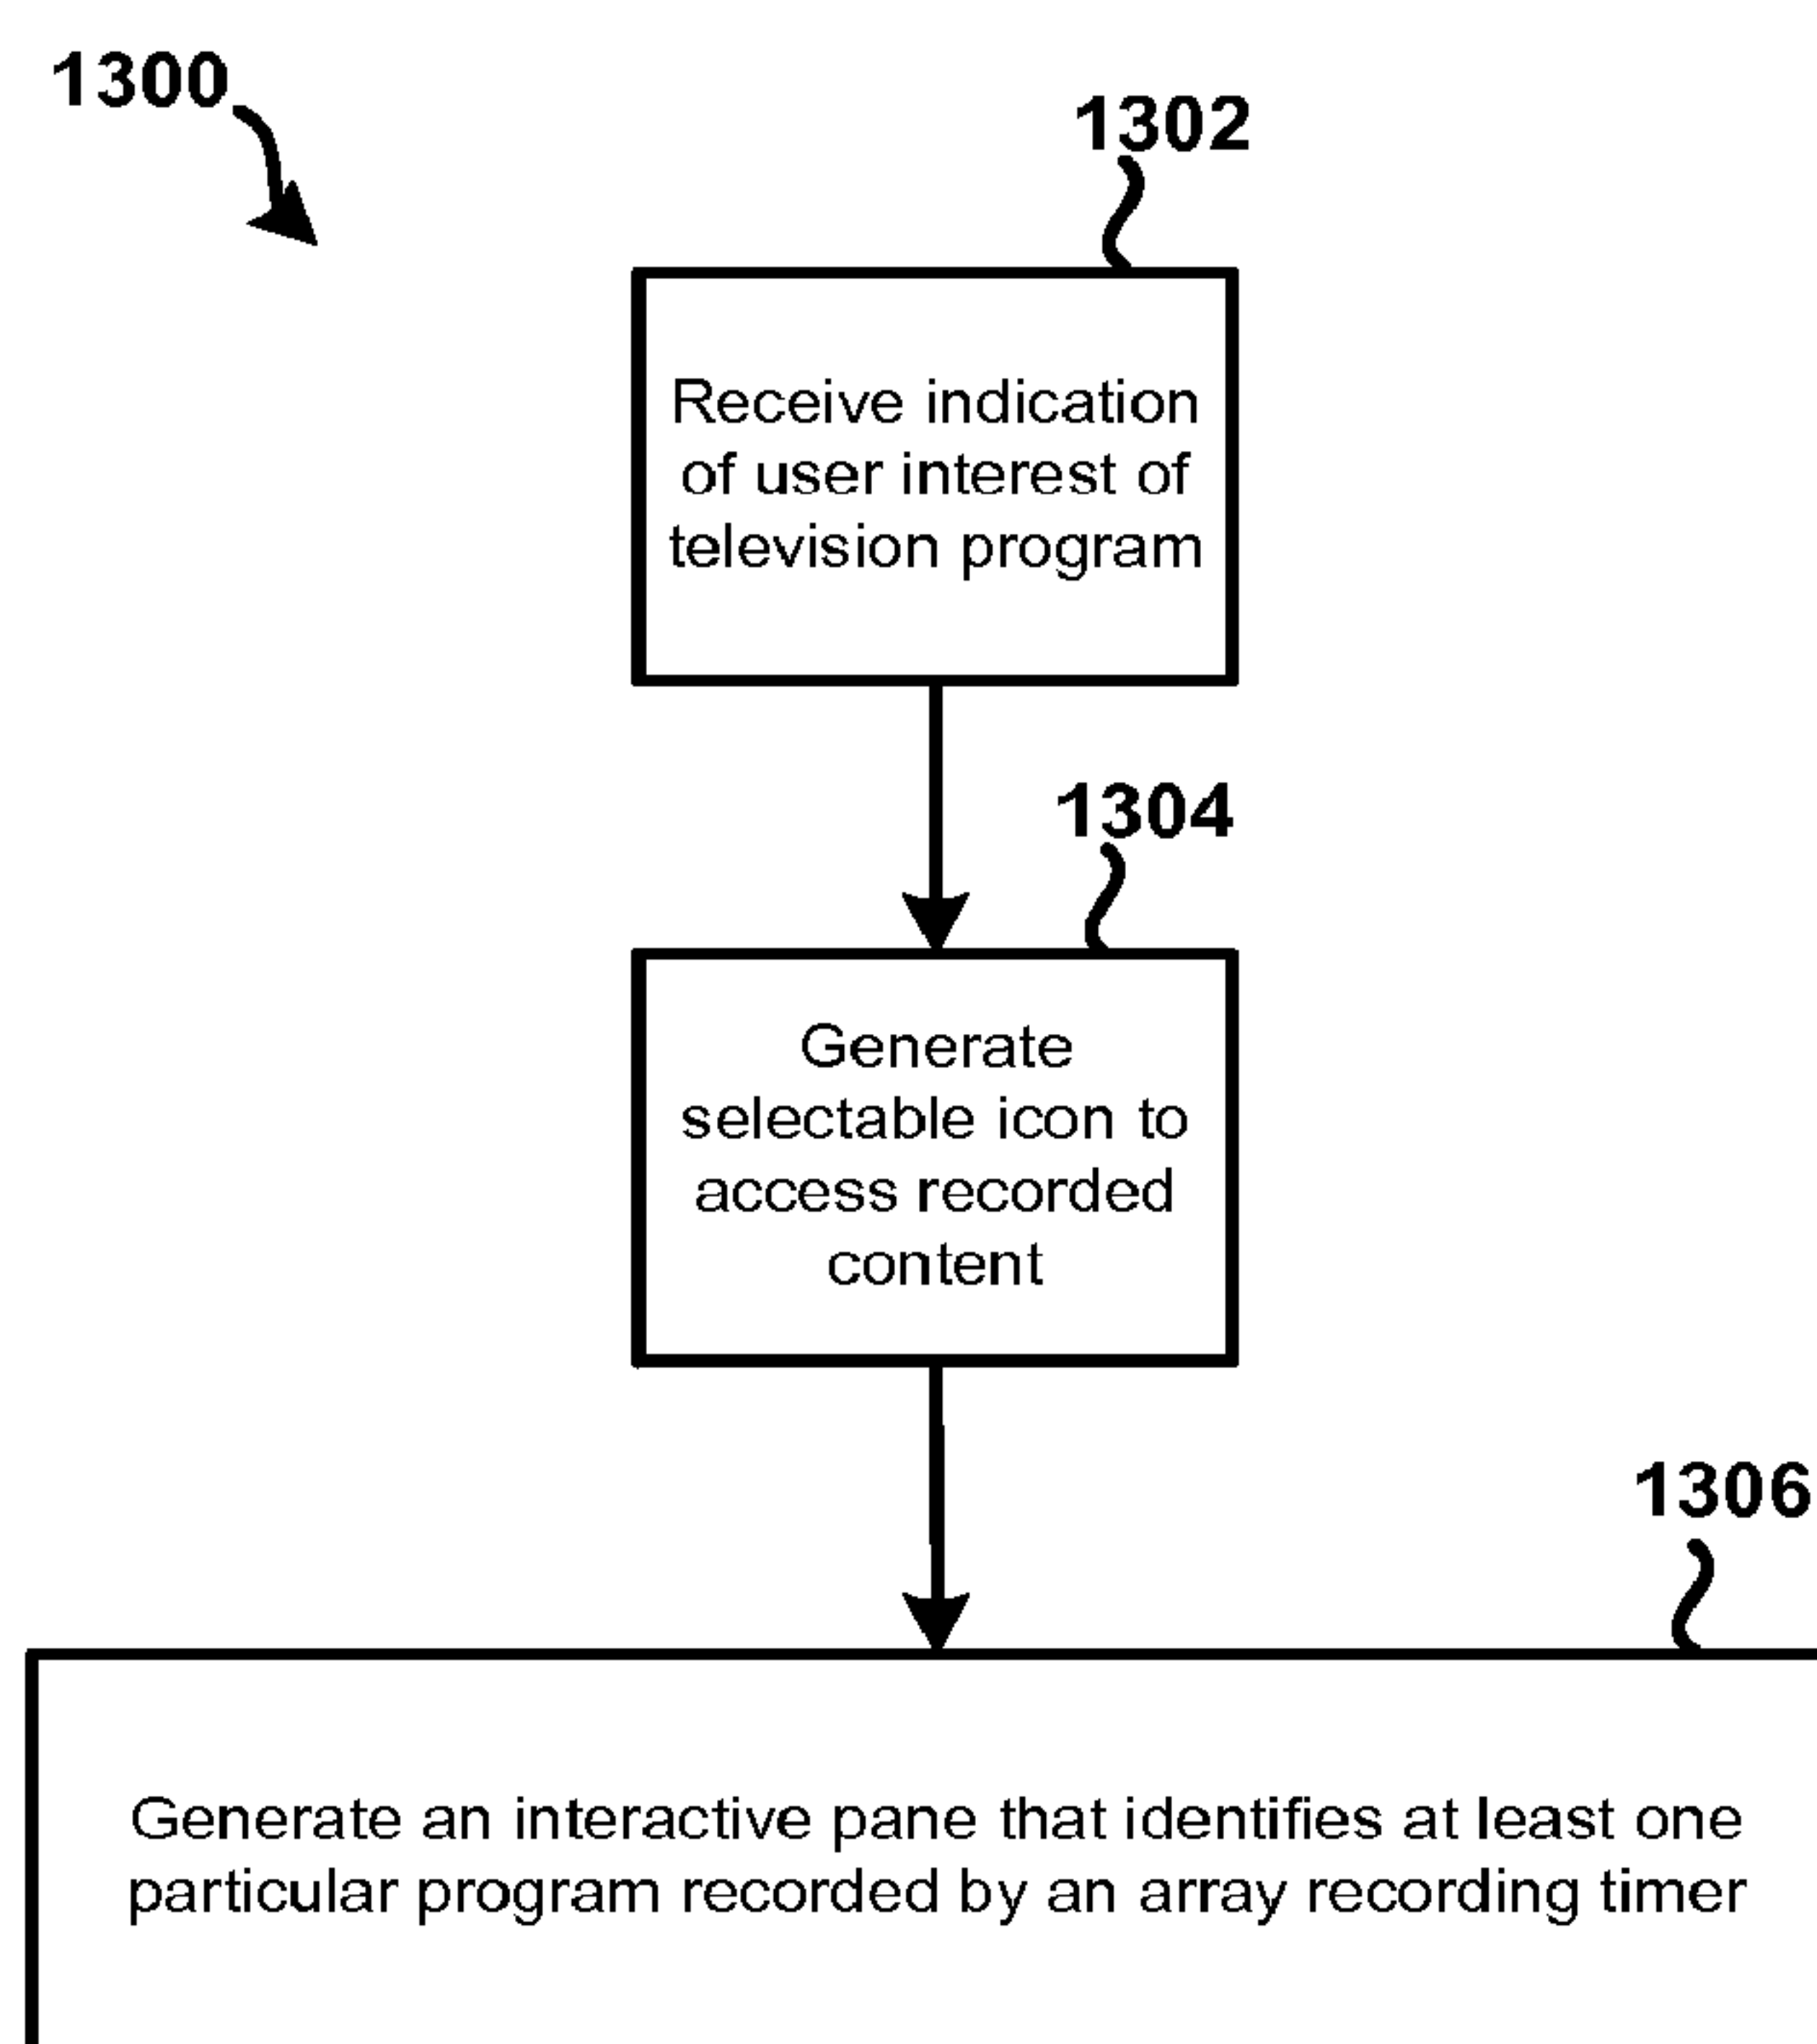 1300
1302
Receive indication
of user interest of
television program
1304
Generate
selectable icon to
access recorded
content
1306
Generate an interactive pane that identifies at least one
particular program recorded by an array recording timer